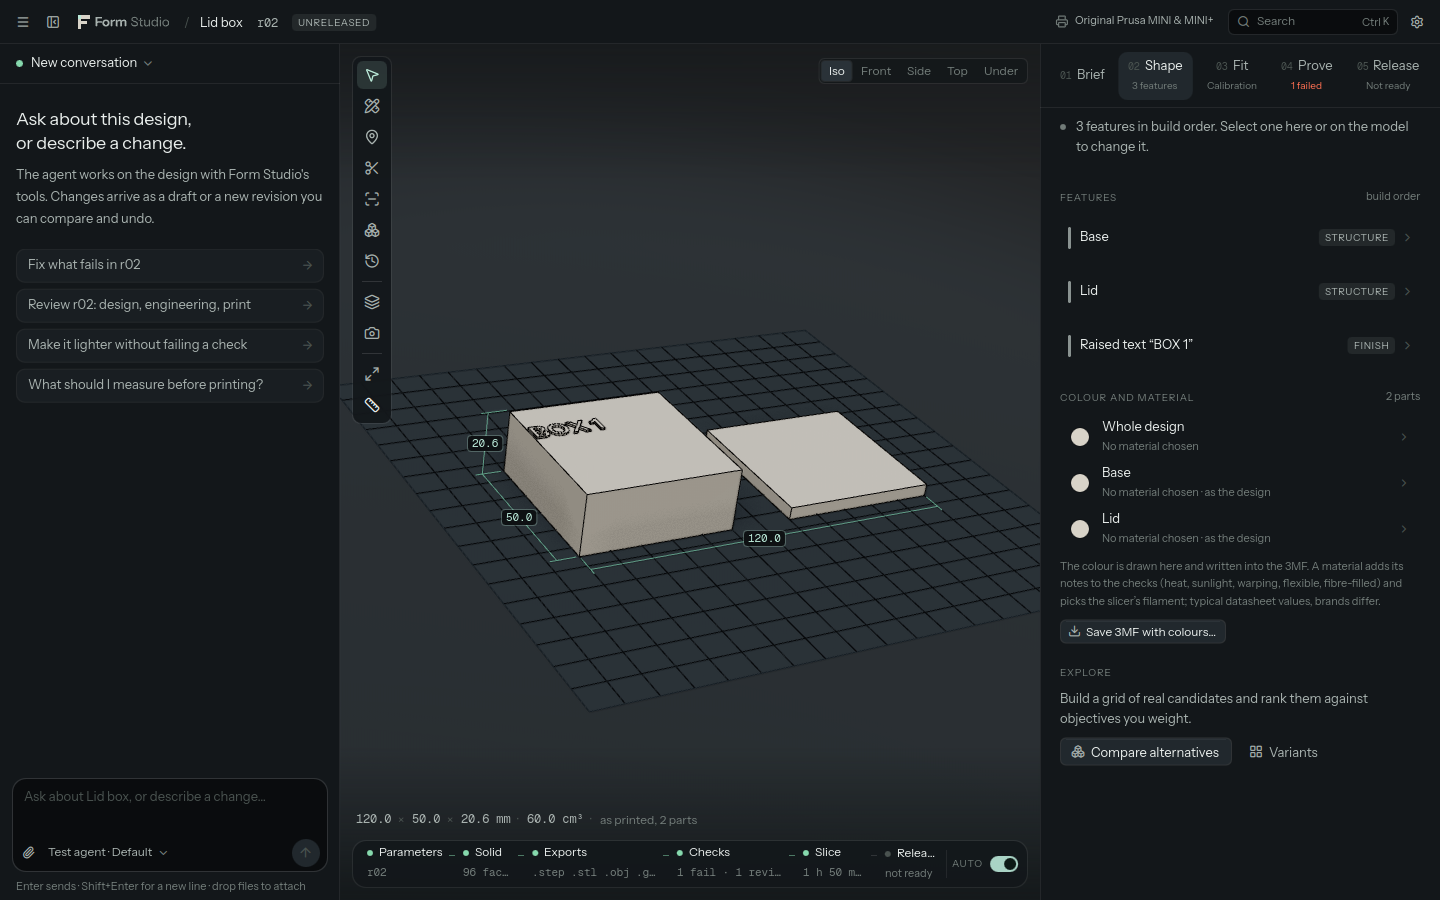 Form Studio / Lid box r02 UNRELEASED
Original Prusa MINI & MINI+
Search Ctrl K
New conversation
Ask about this design,
or describe a change.
The agent works on the design with Form Studio's
tools. Changes arrive as a draft or a new revision you
can compare and undo.
Fix what fails in r02
Review r02: design, engineering, print
Make it lighter without failing a check
What should I measure before printing?
Ask about Lid box, or describe a change…
Test agent · Default
Enter sends · Shift+Enter for a new line · drop files to attach
Iso Front Side Top Under
BOX 1
20.6
50.0
120.0
120.0 × 50.0 × 20.6 mm · 60.0 cm³ · as printed, 2 parts
Parameters
r02
Solid
96 fac…
Exports
.step .stl .obj .g…
Checks
1 fail · 1 revi…
Slice
1 h 50 m…
Relea…
not ready
AUTO
01 Brief
02 Shape
3 features
03 Fit
Calibration
04 Prove
1 failed
05 Release
Not ready
3 features in build order. Select one here or on the model
to change it.
FEATURES build order
Base STRUCTURE
Lid STRUCTURE
Raised text “BOX 1” FINISH
COLOUR AND MATERIAL 2 parts
Whole design
No material chosen
Base
No material chosen · as the design
Lid
No material chosen · as the design
The colour is drawn here and written into the 3MF. A material adds its
notes to the checks (heat, sunlight, warping, flexible, fibre-filled) and
picks the slicer's filament; typical datasheet values, brands differ.
Save 3MF with colours…
EXPLORE
Build a grid of real candidates and rank them against
objectives you weight.
Compare alternatives Variants